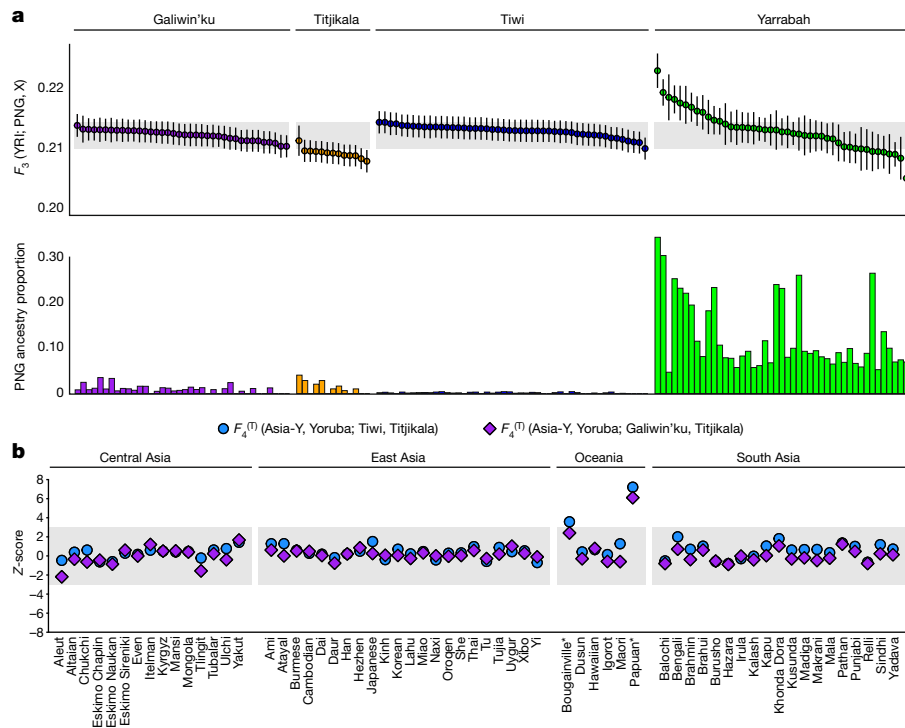 a
Galiwin'ku
Titjikala
Tiwi
Yarrabah
F3 (YRI; PNG, X)
0.22
0.21
0.20
PNG ancestry proportion
0.30
0.20
0.10
0
F4(T) (Asia-Y, Yoruba; Tiwi, Titjikala)
F4(T) (Asia-Y, Yoruba; Galiwin'ku, Titjikala)
b
Central Asia
East Asia
Oceania
South Asia
Z-score
8
6
4
2
0
−2
−4
−6
−8
Aleut
Altaian
Chukchi
Eskimo Chaplin
Eskimo Naukan
Eskimo Sireniki
Even
Itelman
Kyrgyz
Mansi
Mongola
Tlingit
Tubalar
Ulchi
Yakut
Ami
Atayal
Burmese
Cambodian
Dai
Daur
Han
Hezhen
Japanese
Kinh
Korean
Lahu
Miao
Naxi
Oroqen
She
Thai
Tu
Tujia
Uygur
Xibo
Yi
Bougainville*
Dusun
Hawaiian
Igorot
Maori
Papuan*
Balochi
Bengali
Brahmin
Brahui
Burusho
Hazara
Irula
Kalash
Kapu
Khonda Dora
Kusunda
Madiga
Makrani
Mala
Pathan
Punjabi
Relli
Sindhi
Yadava